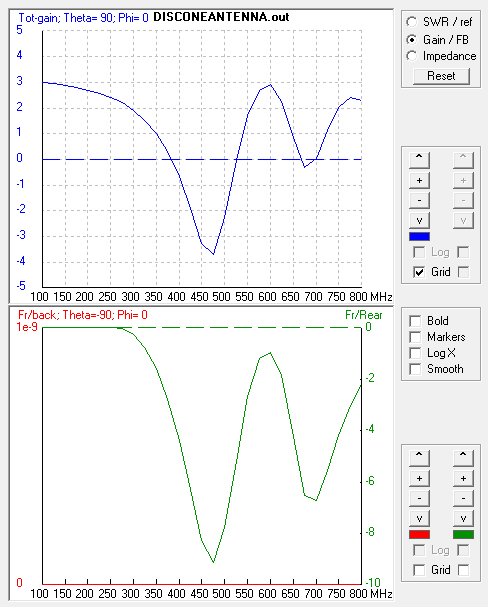 Tot-gain; Theta= 90; Phi= 0 DISCONEANTENNA.out
5
4
3
2
1
0
-1
-2
-3
-4
-5
100 150 200 250 300 350 400 450 500 550 600 650 700 800 MHz
Fr/back; Theta=-90; Phi= 0 Fr/Rear
1e-9 0
-2
-4
-6
-8
0 -10
100 150 200 250 300 350 400 450 500 550 600 650 700 800 MHz
SWR / ref
Gain / FB
Impedance
Reset
^ ^
+ +
- -
v v
Log
Grid
Bold
Markers
Log X
Smooth
^ ^
+ +
- -
v v
Log
Grid